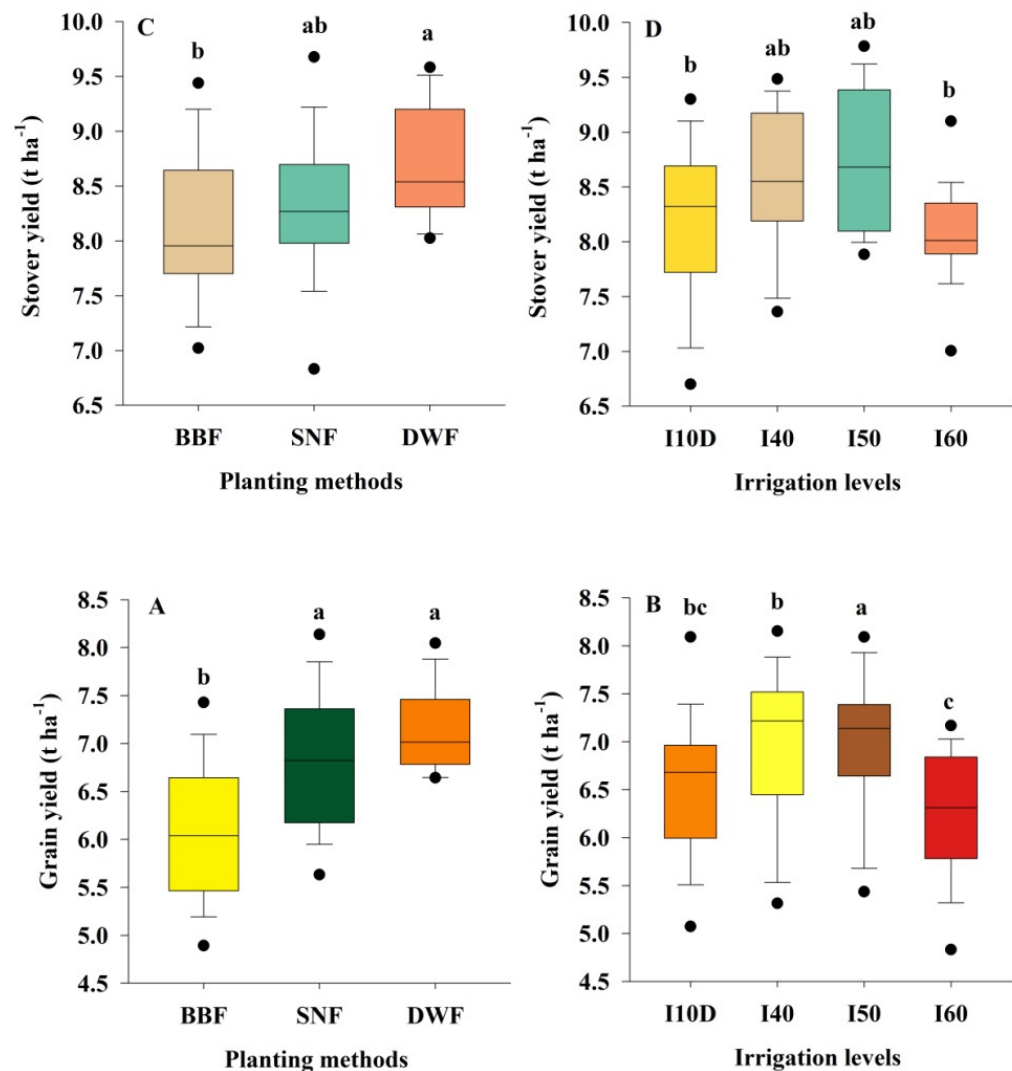 C
b
ab
a
10.0
9.5
9.0
8.5
8.0
7.5
7.0
6.5
Stover yield (t ha⁻¹)
BBF SNF DWF
Planting methods
D
b
ab
ab
b
10.0
9.5
9.0
8.5
8.0
7.5
7.0
6.5
Stover yield (t ha⁻¹)
I10D I40 I50 I60
Irrigation levels
A
b
a
a
8.5
8.0
7.5
7.0
6.5
6.0
5.5
5.0
4.5
Grain yield (t ha⁻¹)
BBF SNF DWF
Planting methods
B
bc
b
a
c
8.5
8.0
7.5
7.0
6.5
6.0
5.5
5.0
4.5
Grain yield (t ha⁻¹)
I10D I40 I50 I60
Irrigation levels